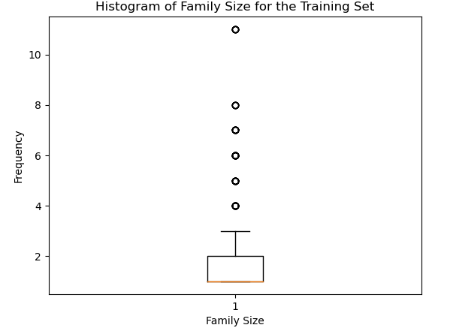 Histogram of Family Size for the Training Set
10
8
6
4
2
Frequency
1
Family Size